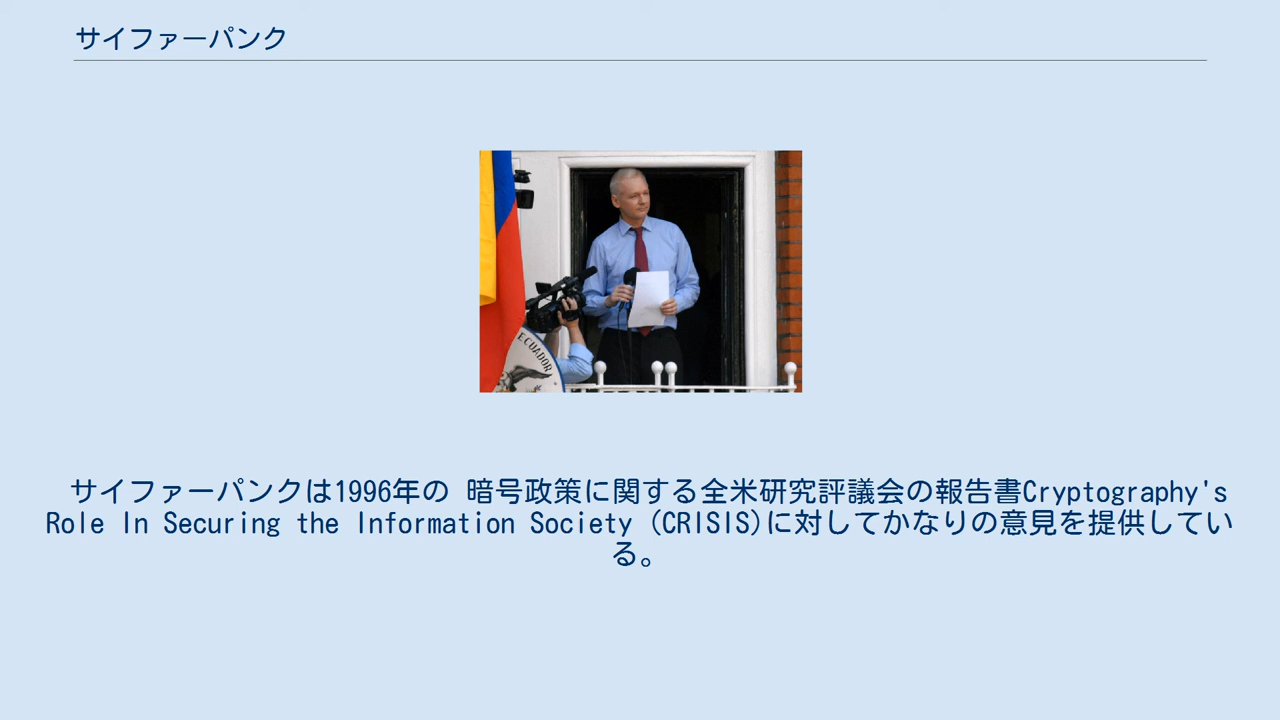 サイファーパンク
ECUADOR
サイファーパンクは1996年の 暗号政策に関する全米研究評議会の報告書Cryptography's
Role In Securing the Information Society (CRISIS)に対してかなりの意見を提供してい
る。